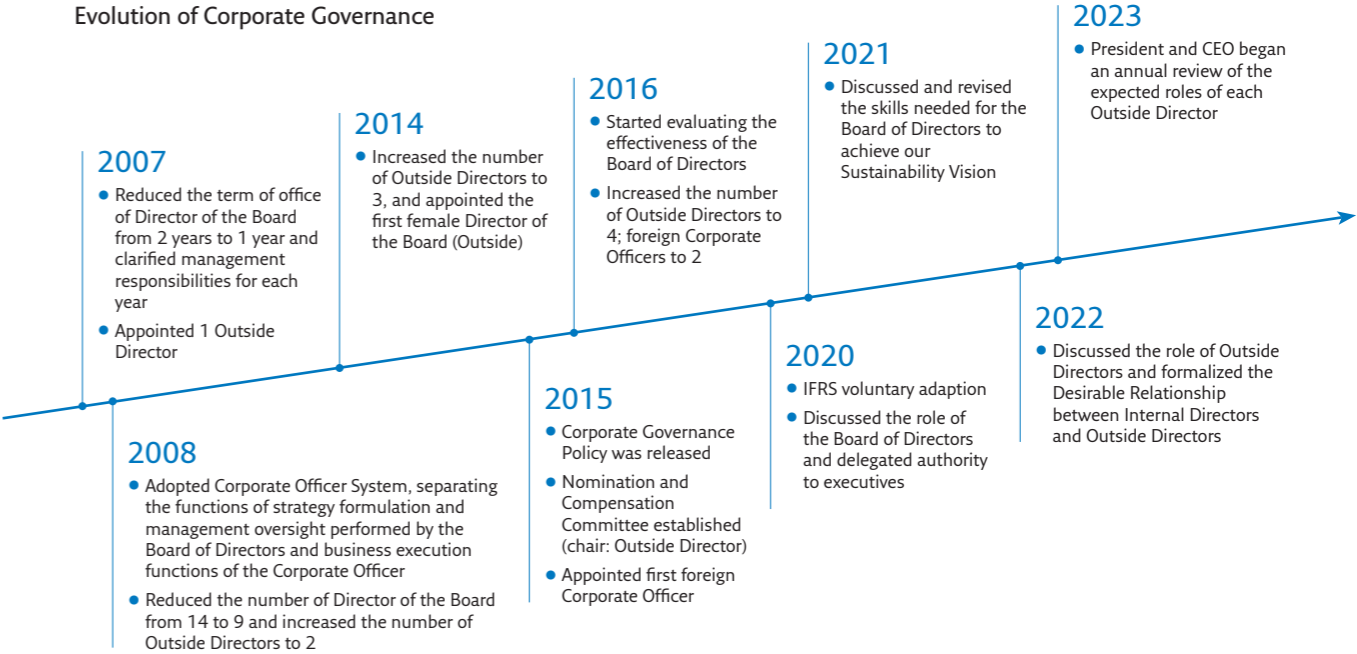 Evolution of Corporate Governance
2007
● Reduced the term of office
of Director of the Board
from 2 years to 1 year and
clarified management
responsibilities for each
year
● Appointed 1 Outside
Director
2008
● Adopted Corporate Officer System, separating
the functions of strategy formulation and
management oversight performed by the
Board of Directors and business execution
functions of the Corporate Officer
● Reduced the number of Director of the Board
from 14 to 9 and increased the number of
Outside Directors to 2
2014
● Increased the number
of Outside Directors to
3, and appointed the
first female Director of
the Board (Outside)
2015
● Corporate Governance
Policy was released
● Nomination and
Compensation
Committee established
(chair: Outside Director)
● Appointed first foreign
Corporate Officer
2016
● Started evaluating the
effectiveness of the
Board of Directors
● Increased the number
of Outside Directors to
4; foreign Corporate
Officers to 2
2020
● IFRS voluntary adaption
● Discussed the role of
the Board of Directors
and delegated authority
to executives
2021
● Discussed and revised
the skills needed for the
Board of Directors to
achieve our
Sustainability Vision
2022
● Discussed the role of Outside
Directors and formalized the
Desirable Relationship
between Internal Directors
and Outside Directors
2023
● President and CEO began
an annual review of the
expected roles of each
Outside Director